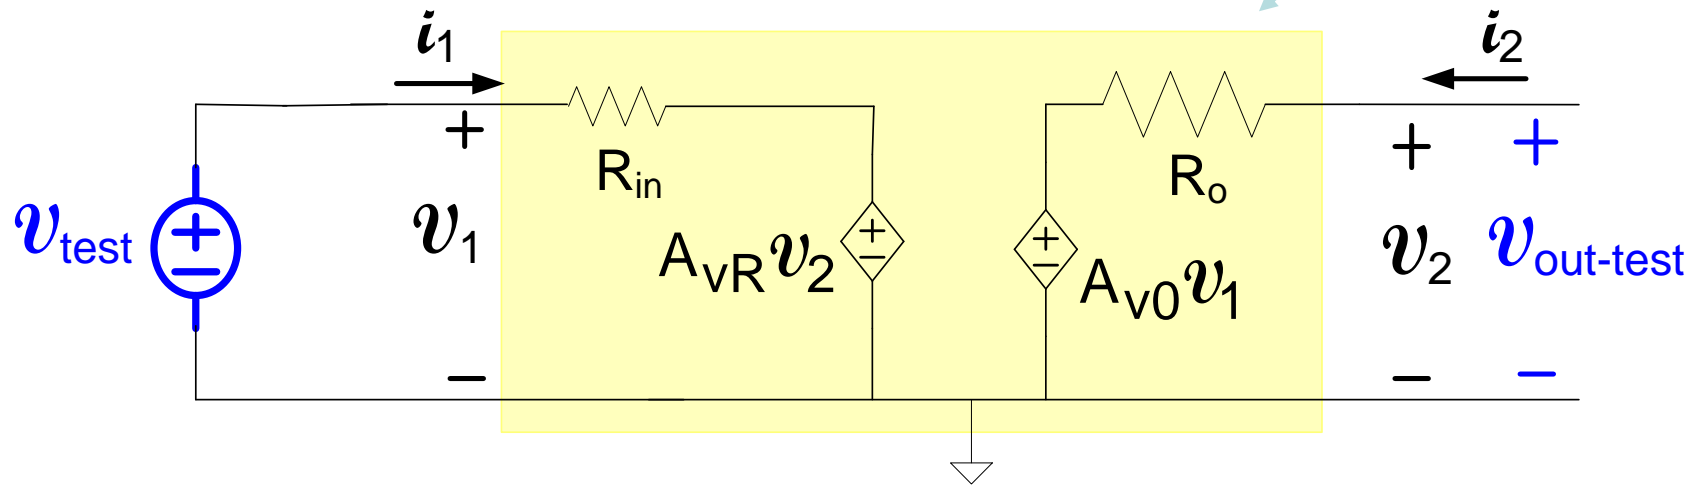 i1
i2
+
+
+
Rin
Ro
vtest
+
v1
AvRv2
+
−
+
−
Av0v1
v2
vout-test
−
−
−